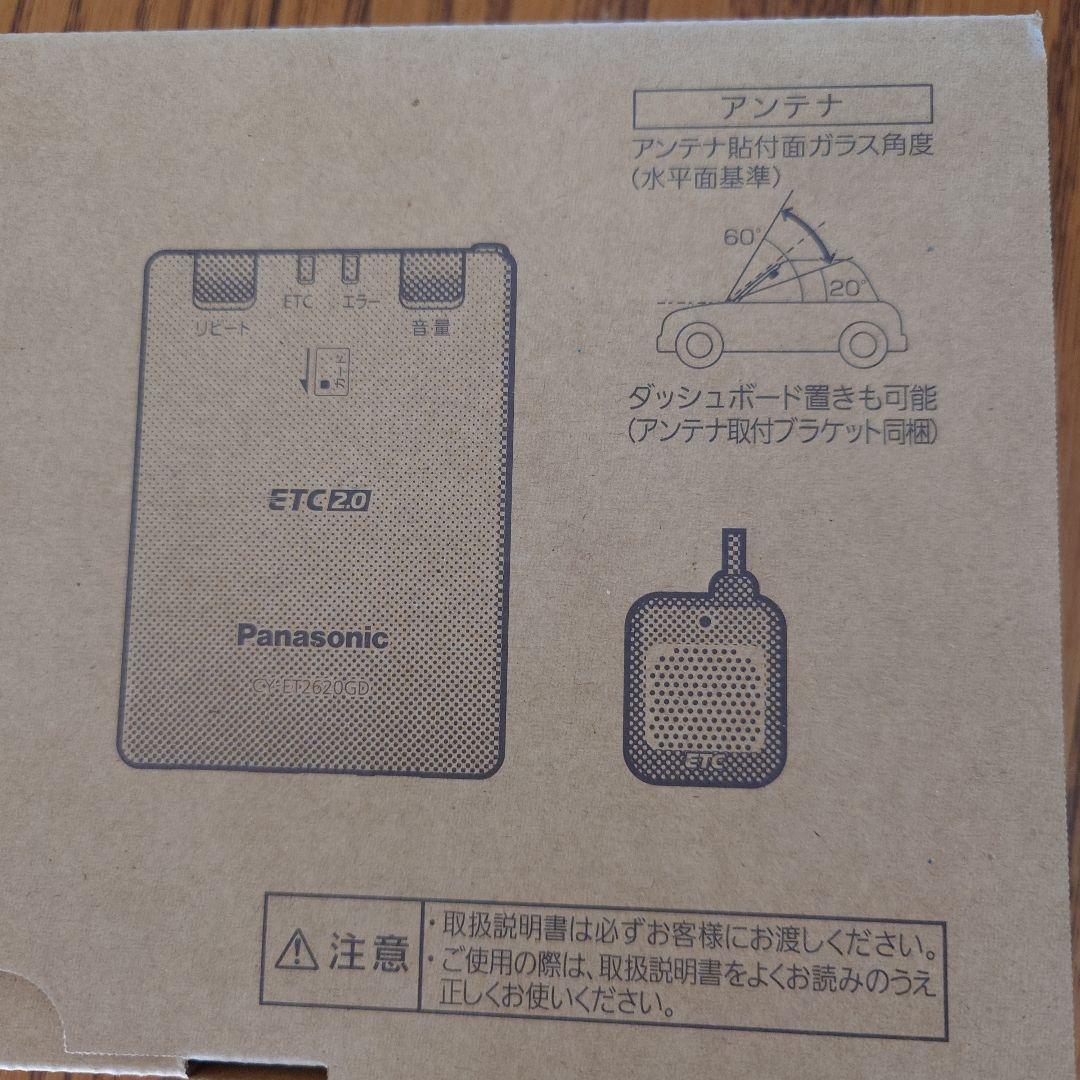 アンテナ
アンテナ貼付面ガラス角度
(水平面基準)
60°
20°
ダッシュボード置きも可能
(アンテナ取付ブラケット同梱)
リピート
ETC
エラー
音量
カード
ETC2.0
Panasonic
CY-ET2620GD
ETC
注意
・取扱説明書は必ずお客様にお渡しください。
・ご使用の際は、取扱説明書をよくお読みのうえ
正しくお使いください。